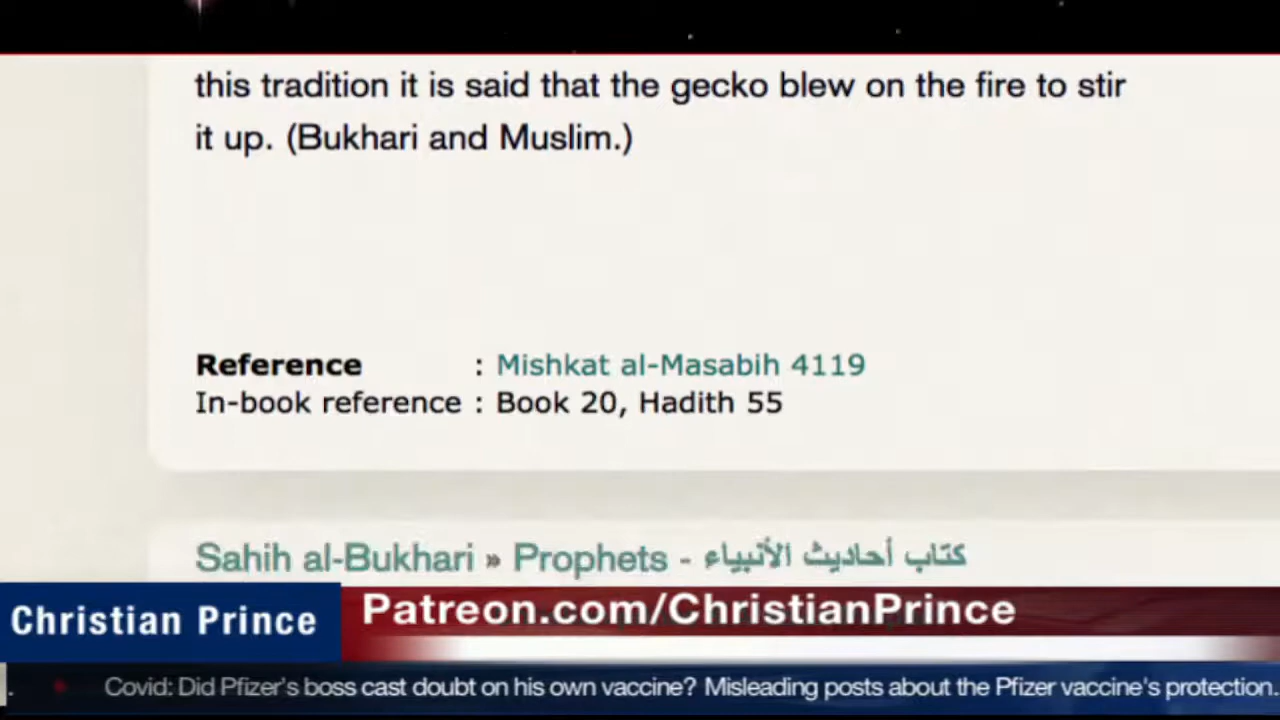 this tradition it is said that the gecko blew on the fire to stir
it up. (Bukhari and Muslim.)
Reference : Mishkat al-Masabih 4119
In-book reference : Book 20, Hadith 55
Sahih al-Bukhari » Prophets - كتاب أحاديث الأنبياء
Christian Prince
Patreon.com/ChristianPrince
. • Covid: Did Pfizer's boss cast doubt on his own vaccine? Misleading posts about the Pfizer vaccine's protection.